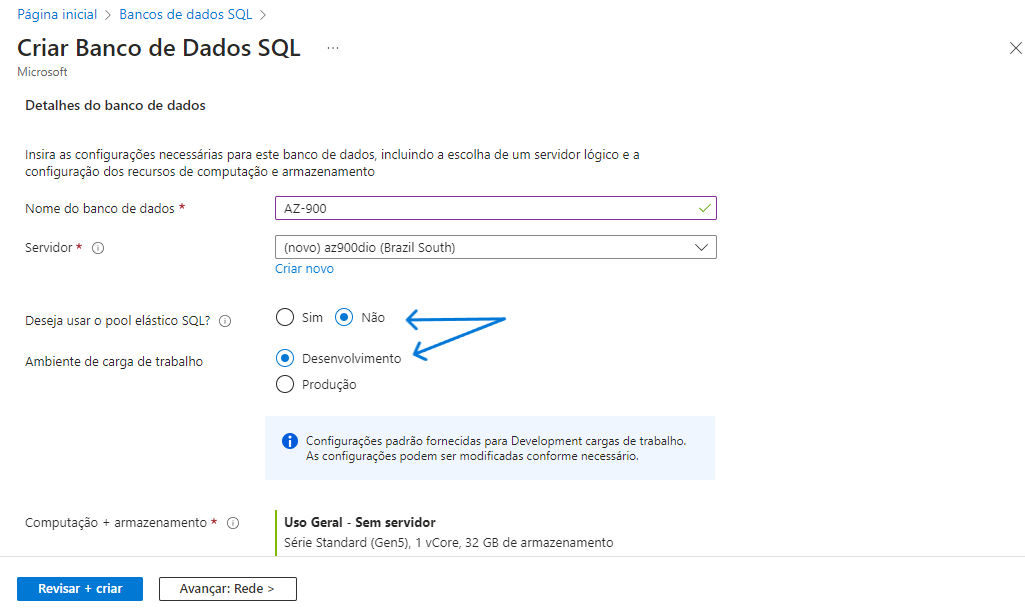 Página inicial > Bancos de dados SQL >
Criar Banco de Dados SQL ...
Microsoft
Detalhes do banco de dados
Insira as configurações necessárias para este banco de dados, incluindo a escolha de um servidor lógico e a
configuração dos recursos de computação e armazenamento
Nome do banco de dados * AZ-900
Servidor * (novo) az900dio (Brazil South)
Criar novo
Deseja usar o pool elástico SQL? Sim Não
Ambiente de carga de trabalho Desenvolvimento
Produção
Configurações padrão fornecidas para Development cargas de trabalho.
As configurações podem ser modificadas conforme necessário.
Computação + armazenamento * Uso Geral - Sem servidor
Série Standard (Gen5), 1 vCore, 32 GB de armazenamento
Revisar + criar Avançar: Rede >